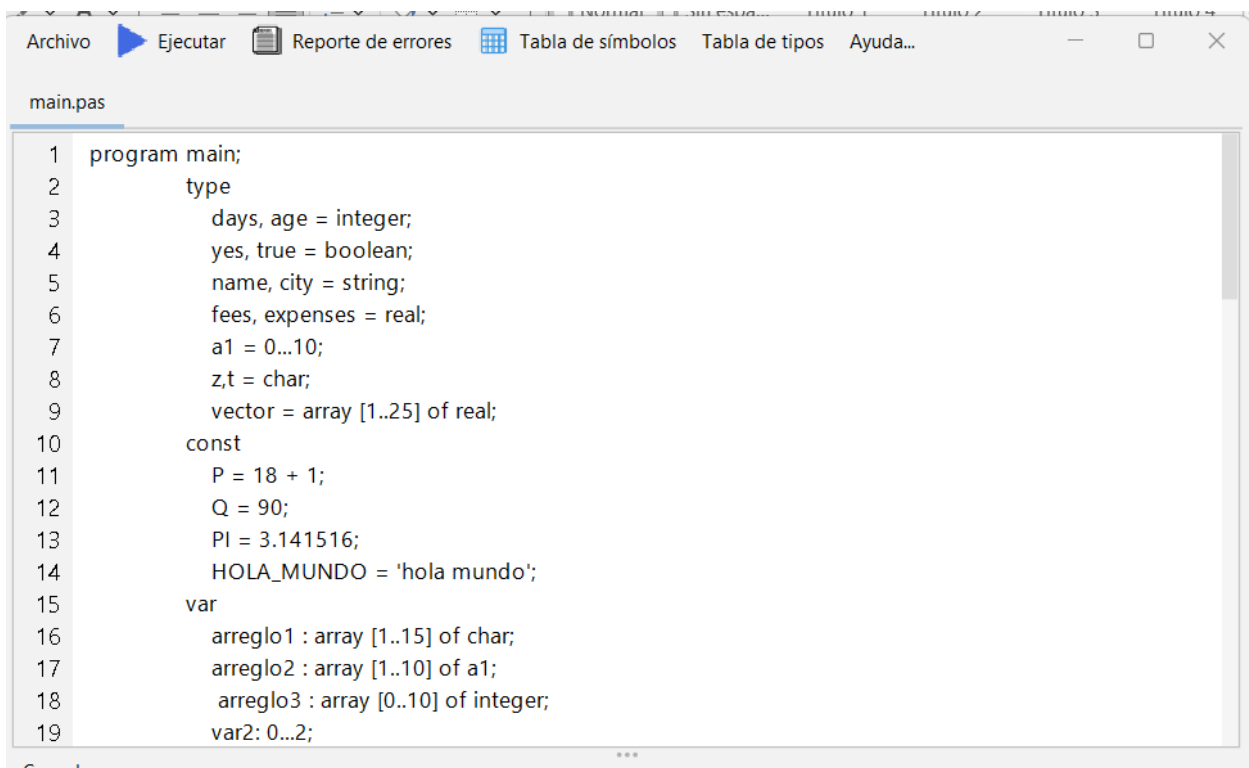 Archivo Ejecutar Reporte de errores Tabla de símbolos Tabla de tipos Ayuda...
main.pas
1 program main;
2 type
3 days, age = integer;
4 yes, true = boolean;
5 name, city = string;
6 fees, expenses = real;
7 a1 = 0...10;
8 z,t = char;
9 vector = array [1..25] of real;
10 const
11 P = 18 + 1;
12 Q = 90;
13 PI = 3.141516;
14 HOLA_MUNDO = 'hola mundo';
15 var
16 arreglo1 : array [1..15] of char;
17 arreglo2 : array [1..10] of a1;
18 arreglo3 : array [0..10] of integer;
19 var2: 0...2;